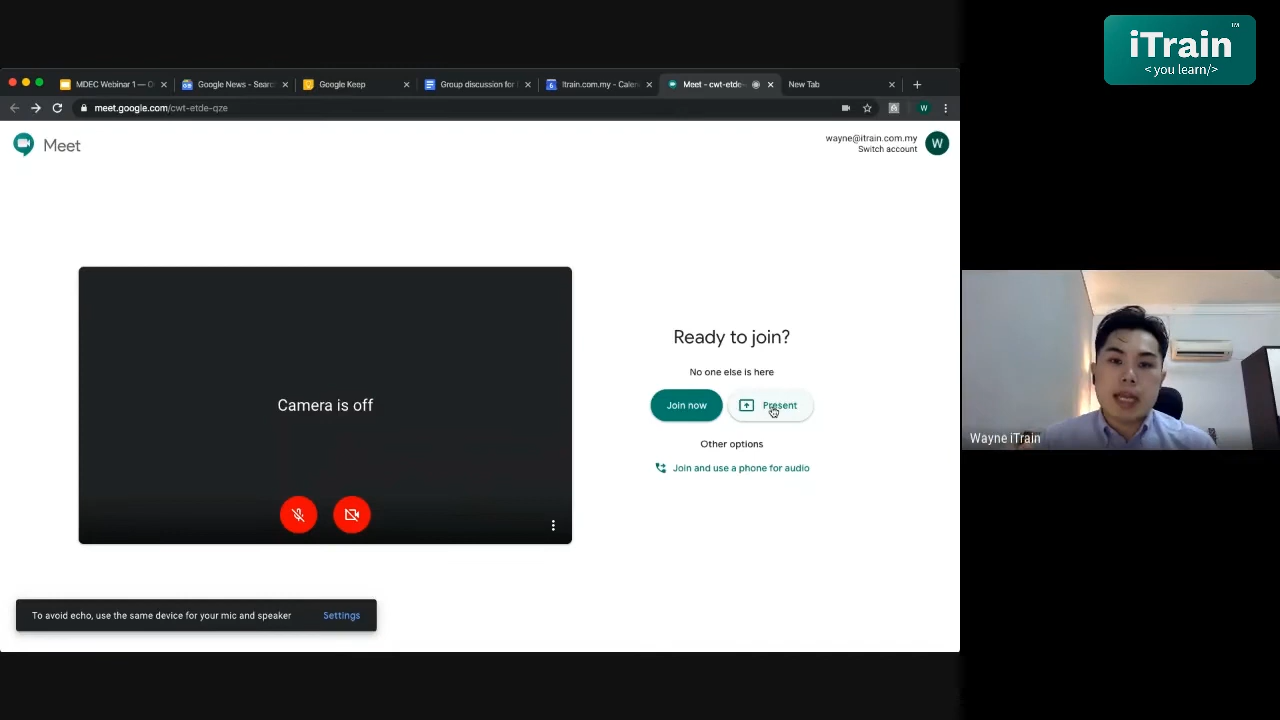 iTrain
TM
< you learn/>
MDEC Webinar 1 —
Google News - Sear
Google Keep
Group discussion for
Itrain.com.my - Cale
Meet - cwt-etde-
New Tab
meet.google.com/cwt-etde-qze
W
Meet
wayne@itrain.com.my
Switch account
W
Camera is off
Ready to join?
No one else is here
Join now
Present
Other options
Join and use a phone for audio
To avoid echo, use the same device for your mic and speaker
Settings
Wayne iTrain